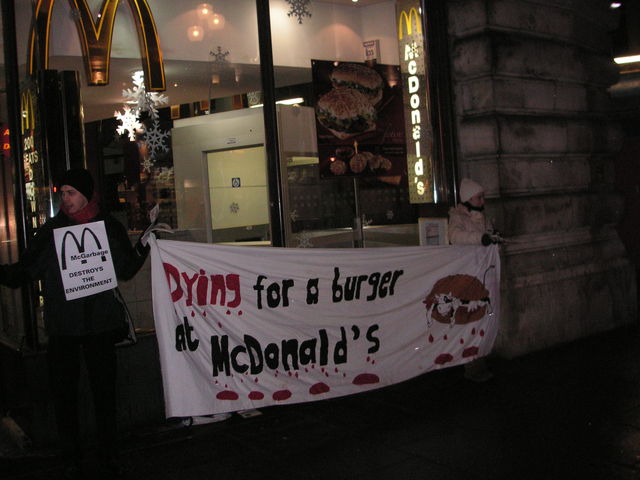 McDonald's
McGarbage
DESTROYS
THE
ENVIRONMENT
Dying for a burger
at McDonald's